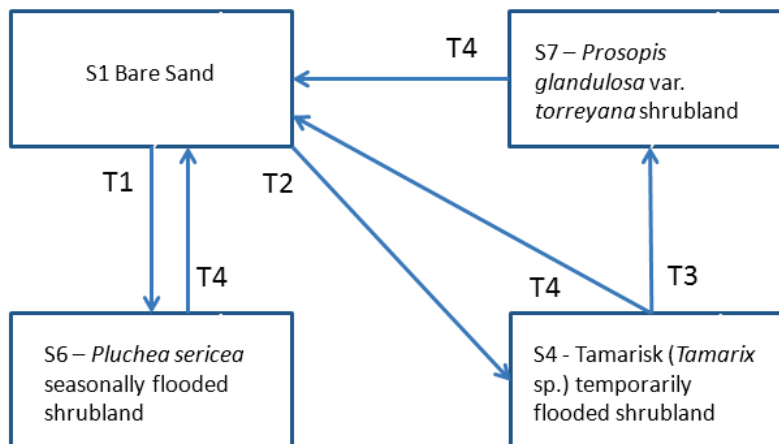 S1 Bare Sand
T4
S7 – Prosopis
glandulosa var.
torreyana shrubland
T1
T2
T4
T4
T3
S6 – Pluchea sericea
seasonally flooded
shrubland
S4 - Tamarisk (Tamarix
sp.) temporarily
flooded shrubland